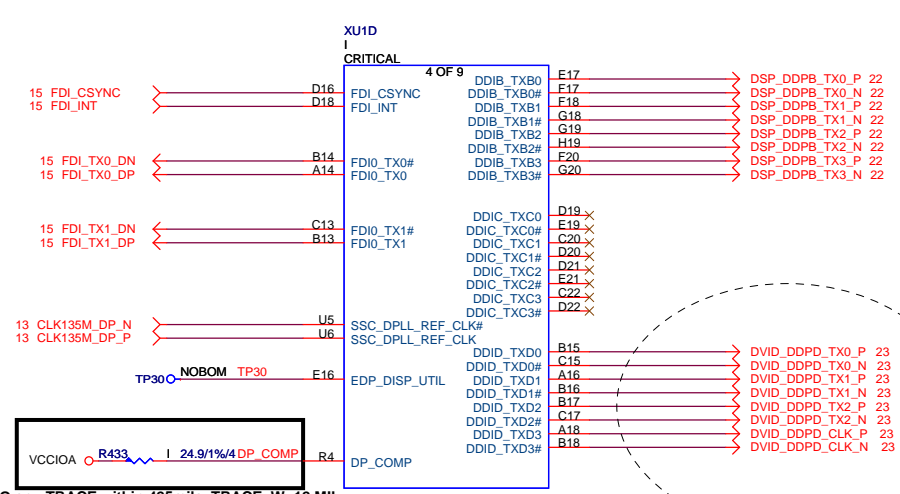 XU1D
I
CRITICAL
4 OF 9
15 FDI_CSYNC D16 FDI_CSYNC
15 FDI_INT D18 FDI_INT
15 FDI_TX0_DN B14 FDI0_TX0#
15 FDI_TX0_DP A14 FDI0_TX0
15 FDI_TX1_DN C13 FDI0_TX1#
15 FDI_TX1_DP B13 FDI0_TX1
13 CLK135M_DP_N U5 SSC_DPLL_REF_CLK#
13 CLK135M_DP_P U6 SSC_DPLL_REF_CLK
TP30 NOBOM TP30 E16 EDP_DISP_UTIL
VCCIOA R433 I 24.9/1%/4 DP_COMP R4 DP_COMP
DDIB_TXB0 E17 DSP_DDPB_TX0_P 22
DDIB_TXB0# F17 DSP_DDPB_TX0_N 22
DDIB_TXB1 F18 DSP_DDPB_TX1_P 22
DDIB_TXB1# G18 DSP_DDPB_TX1_N 22
DDIB_TXB2 G19 DSP_DDPB_TX2_P 22
DDIB_TXB2# H19 DSP_DDPB_TX2_N 22
DDIB_TXB3 F20 DSP_DDPB_TX3_P 22
DDIB_TXB3# G20 DSP_DDPB_TX3_N 22
DDIC_TXC0 D19
DDIC_TXC0# E19
DDIC_TXC1 C20
DDIC_TXC1# D20
DDIC_TXC2 D21
DDIC_TXC2# E21
DDIC_TXC3 C22
DDIC_TXC3# D22
DDID_TXD0 B15 DVID_DDPD_TX0_P 23
DDID_TXD0# C15 DVID_DDPD_TX0_N 23
DDID_TXD1 A16 DVID_DDPD_TX1_P 23
DDID_TXD1# B16 DVID_DDPD_TX1_N 23
DDID_TXD2 B17 DVID_DDPD_TX2_P 23
DDID_TXD2# C17 DVID_DDPD_TX2_N 23
DDID_TXD3 A18 DVID_DDPD_CLK_P 23
DDID_TXD3# B18 DVID_DDPD_CLK_N 23